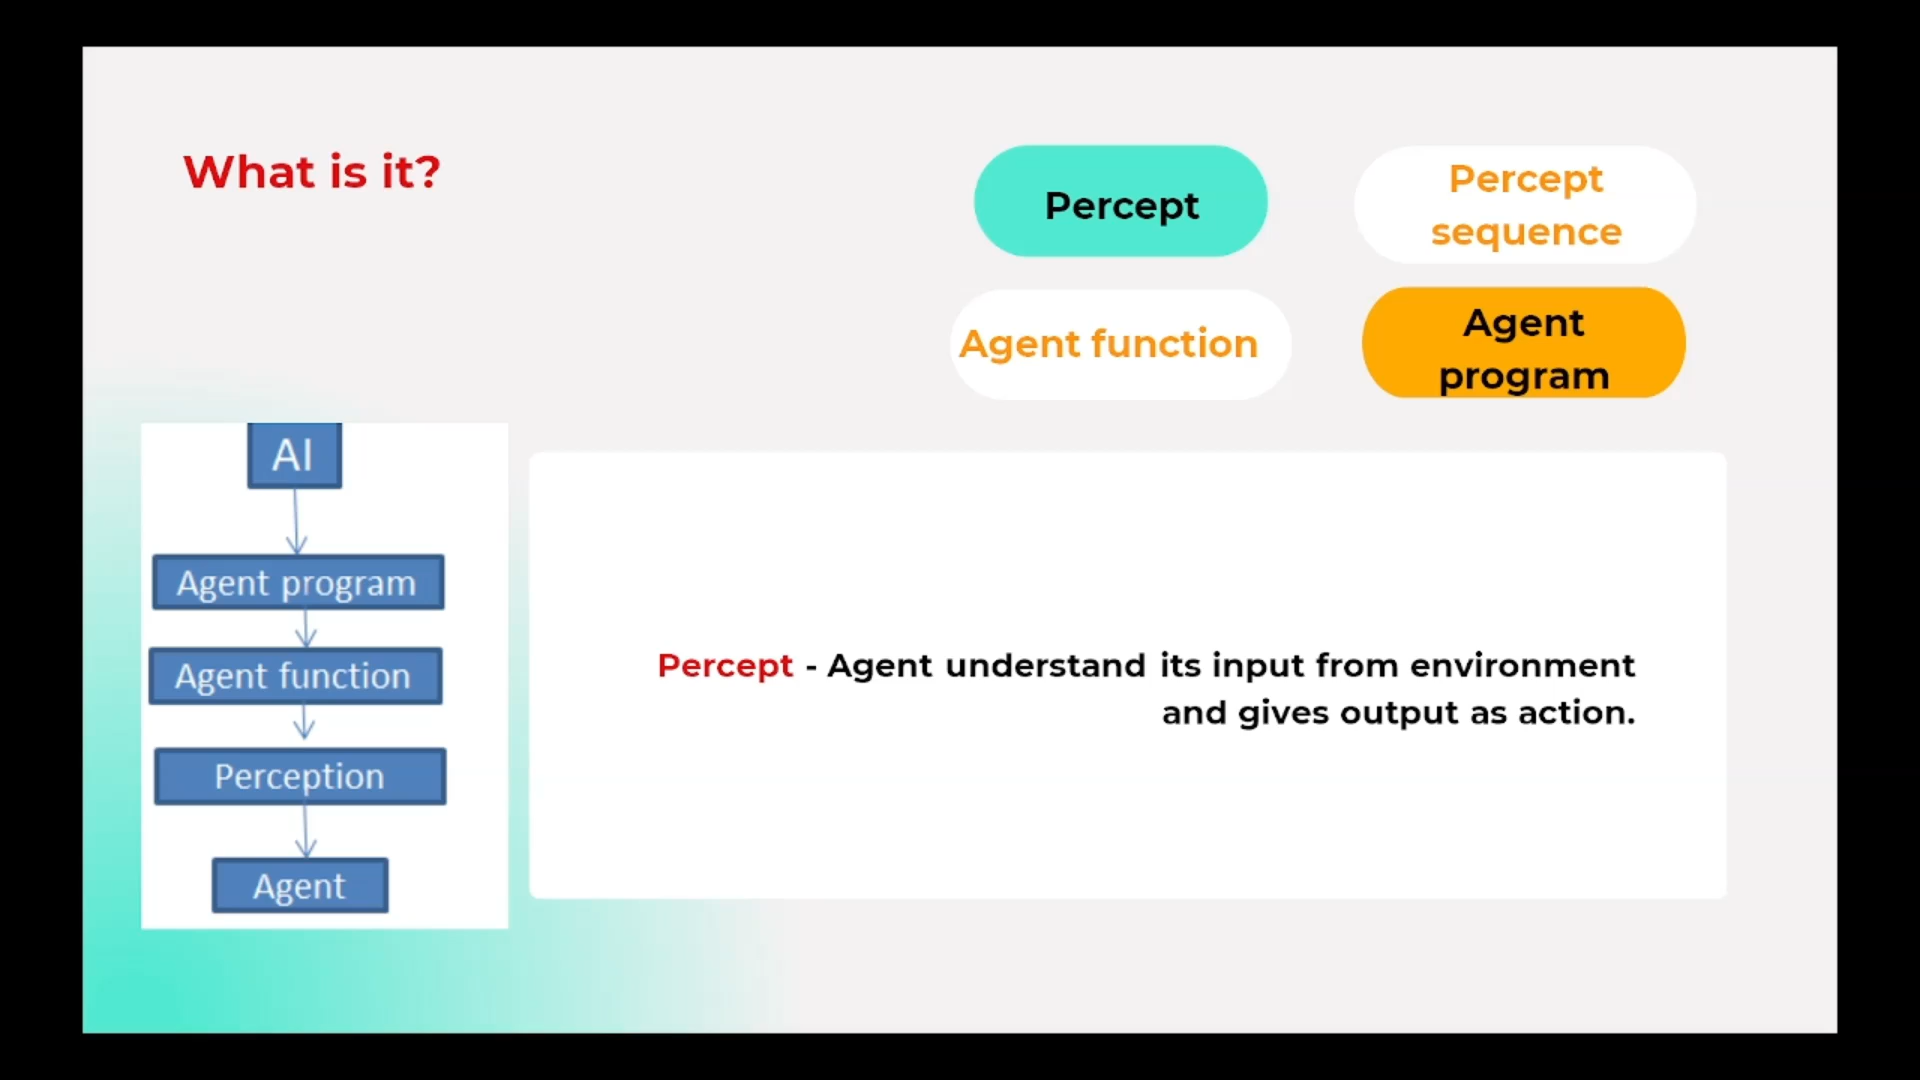 What is it?
Percept
Percept
sequence
Agent function
Agent
program
AI
Agent program
Agent function
Perception
Agent
Percept - Agent understand its input from environment
and gives output as action.